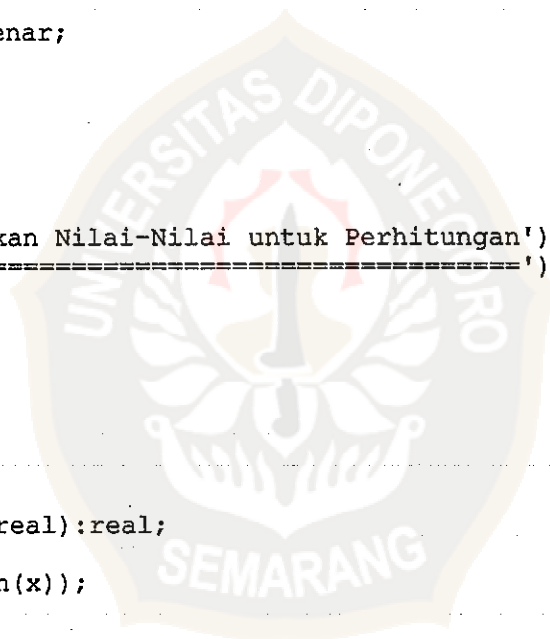 enar;
kan Nilai-Nilai untuk Perhitungan')
==================================')
real):real;
n(x));
UNIVERSITAS DIPONEGORO
SEMARANG